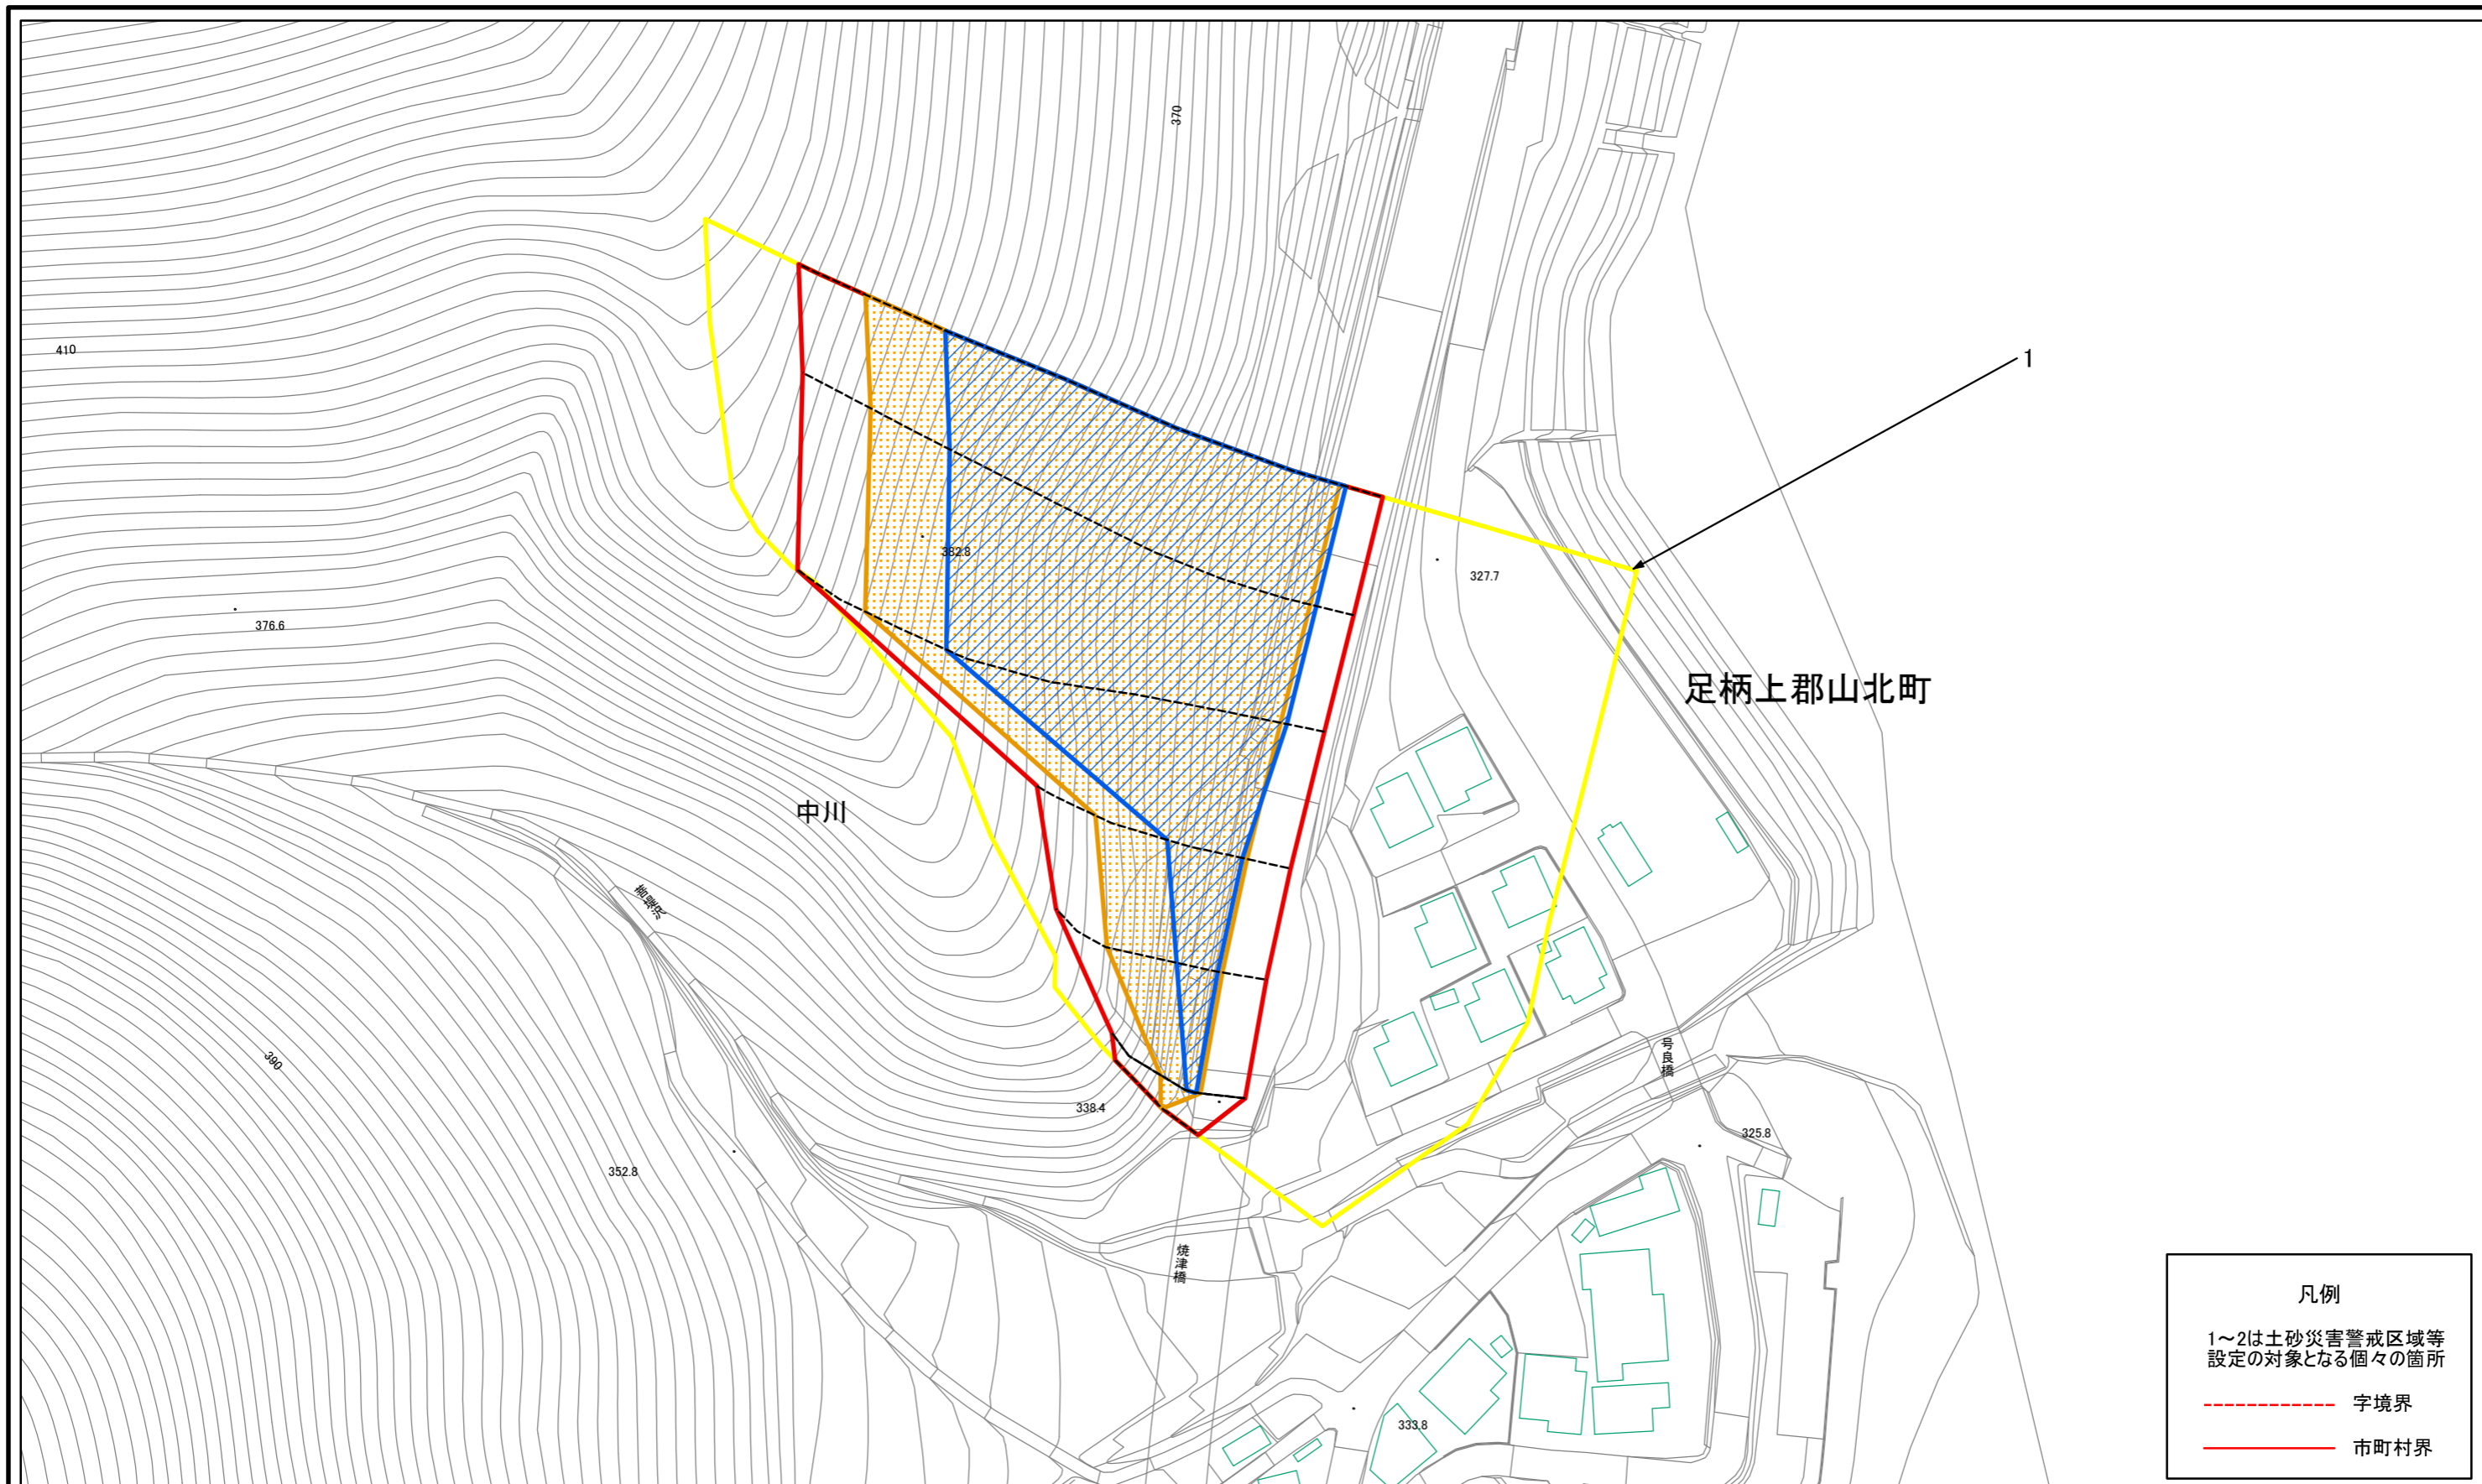 370
410
1
382.8
327.7
376.6
足柄上郡山北町
中川
390
号良橋
338.4
325.8
352.8
焼津橋
333.8
凡例
1～2は土砂災害警戒区域等
設定の対象となる個々の箇所
字境界
市町村界